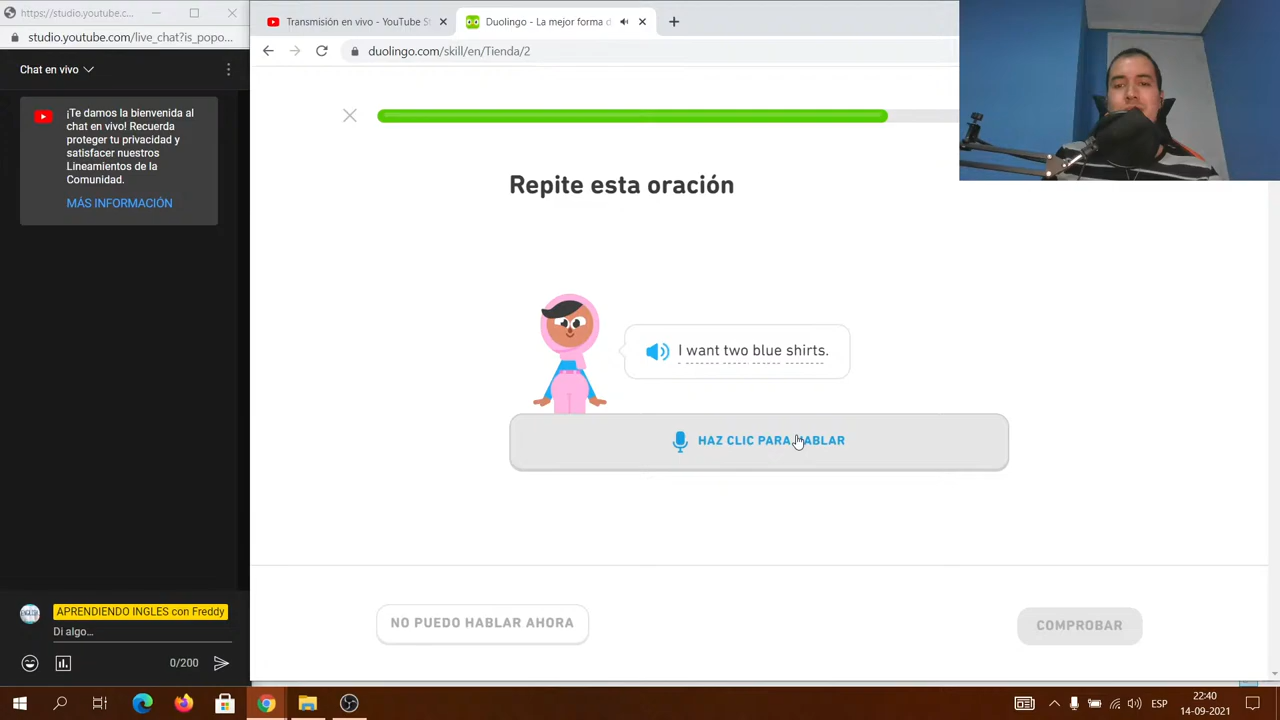 https://studio.youtube.c...
studio.youtube.com/live_chat?is_popo...
Chat en vivo
¡Te damos la bienvenida al
chat en vivo! Recuerda
proteger tu privacidad y
satisfacer nuestros
Lineamientos de la
Comunidad.
MÁS INFORMACIÓN
APRENDIENDO INGLES con Freddy
Di algo...
0/200
Transmisión en vivo - YouTube S
Duolingo - La mejor forma d
duolingo.com/skill/en/Tienda/2
Repite esta oración
I want two blue shirts.
HAZ CLIC PARA HABLAR
NO PUEDO HABLAR AHORA
COMPROBAR
ESP
22:40
14-09-2021